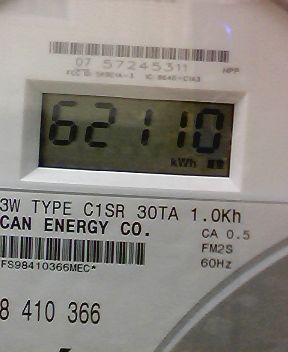 07 57245311
NPP
62110
kWh
3W TYPE C1SR 30TA 1.0Kh
CAN ENERGY CO.
CA 0.5
FM2S
60Hz
FS98410366MEC*
8 410 366